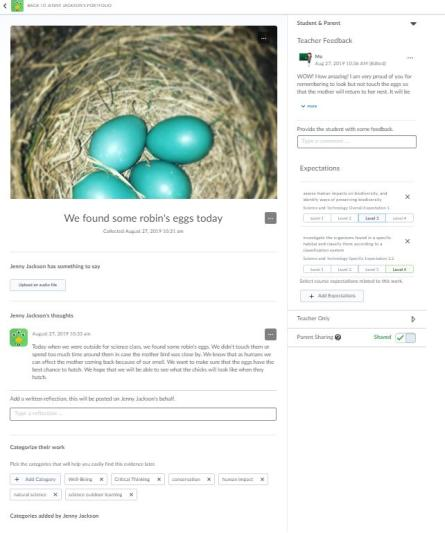 BACK TO JENNY JACKSON'S PORTFOLIO
We found some robin's eggs today
Collected August 27, 2019 10:31 am
Jenny Jackson has something to say
Upload an audio file
Jenny Jackson's thoughts
August 27, 2019 10:33 am
Today when we were outside for science class, we found some robin's eggs. We didn't touch them or
spend too much time around them in case the mother bird was close by. We know that as humans we
can effect the mother coming back because of our smell. We want to make sure that the eggs have the
best chance to hatch. We hope that we will be able to see what the chicks will look like when they
hatch.
Add a written reflection, this will be posted on Jenny Jackson's behalf.
Type a reflection ...
Categorize their work
Pick the categories that will help you easily find this evidence later.
+ Add Category Well-Being X Critical Thinking X conservation X human impact X
natural science X science outdoor learning X
Categories added by Jenny Jackson
Student & Parent
Teacher Feedback
Me
Aug 27, 2019 10:36 AM (Edited)
WOW! How amazing! I am very proud of you for
remembering to look but not touch the eggs so
that the mother will return to her nest. It will be
more
Provide the student with some feedback.
Type a comment ...
Expectations
assess human impacts on biodiversity, and
identify ways of preserving biodiversity
Science and Technology Overall Expectation 1
Level 1 Level 2 Level 3 Level 4
investigate the organisms found in a specific
habitat and classify them according to a
classification system
Science and Technology Specific Expectation 2.2
Level 1 Level 2 Level 3 Level 4
Select course expectations related to this work.
+ Add Expectations
Teacher Only
Parent Sharing
Shared